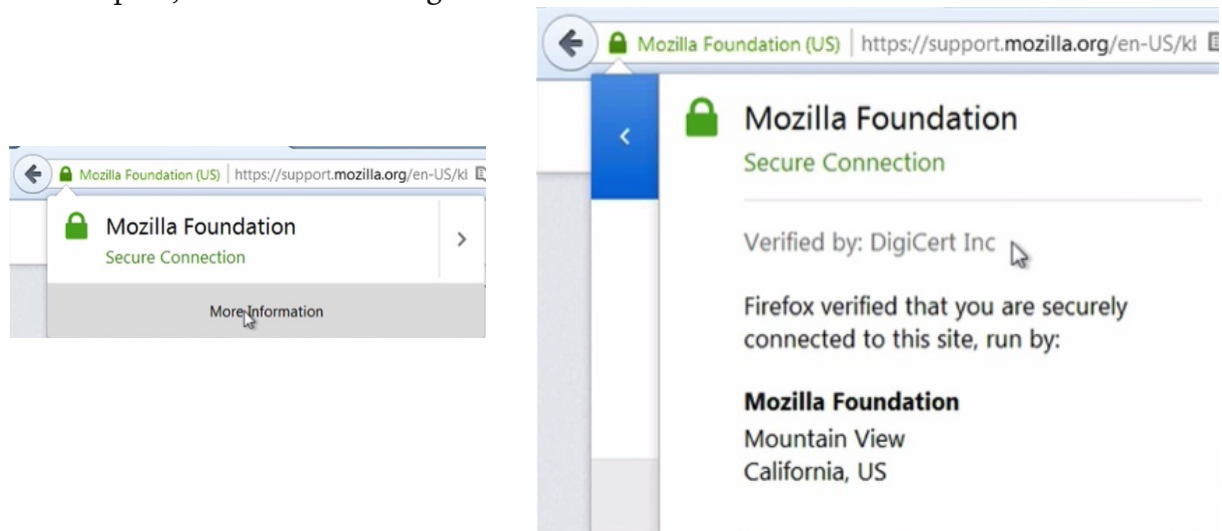 Mozilla Foundation (US) https://support.mozilla.org/en-US/kl
Mozilla Foundation
Secure Connection
More Information
Mozilla Foundation (US) https://support.mozilla.org/en-US/kl
Mozilla Foundation
Secure Connection
Verified by: DigiCert Inc
Firefox verified that you are securely
connected to this site, run by:
Mozilla Foundation
Mountain View
California, US